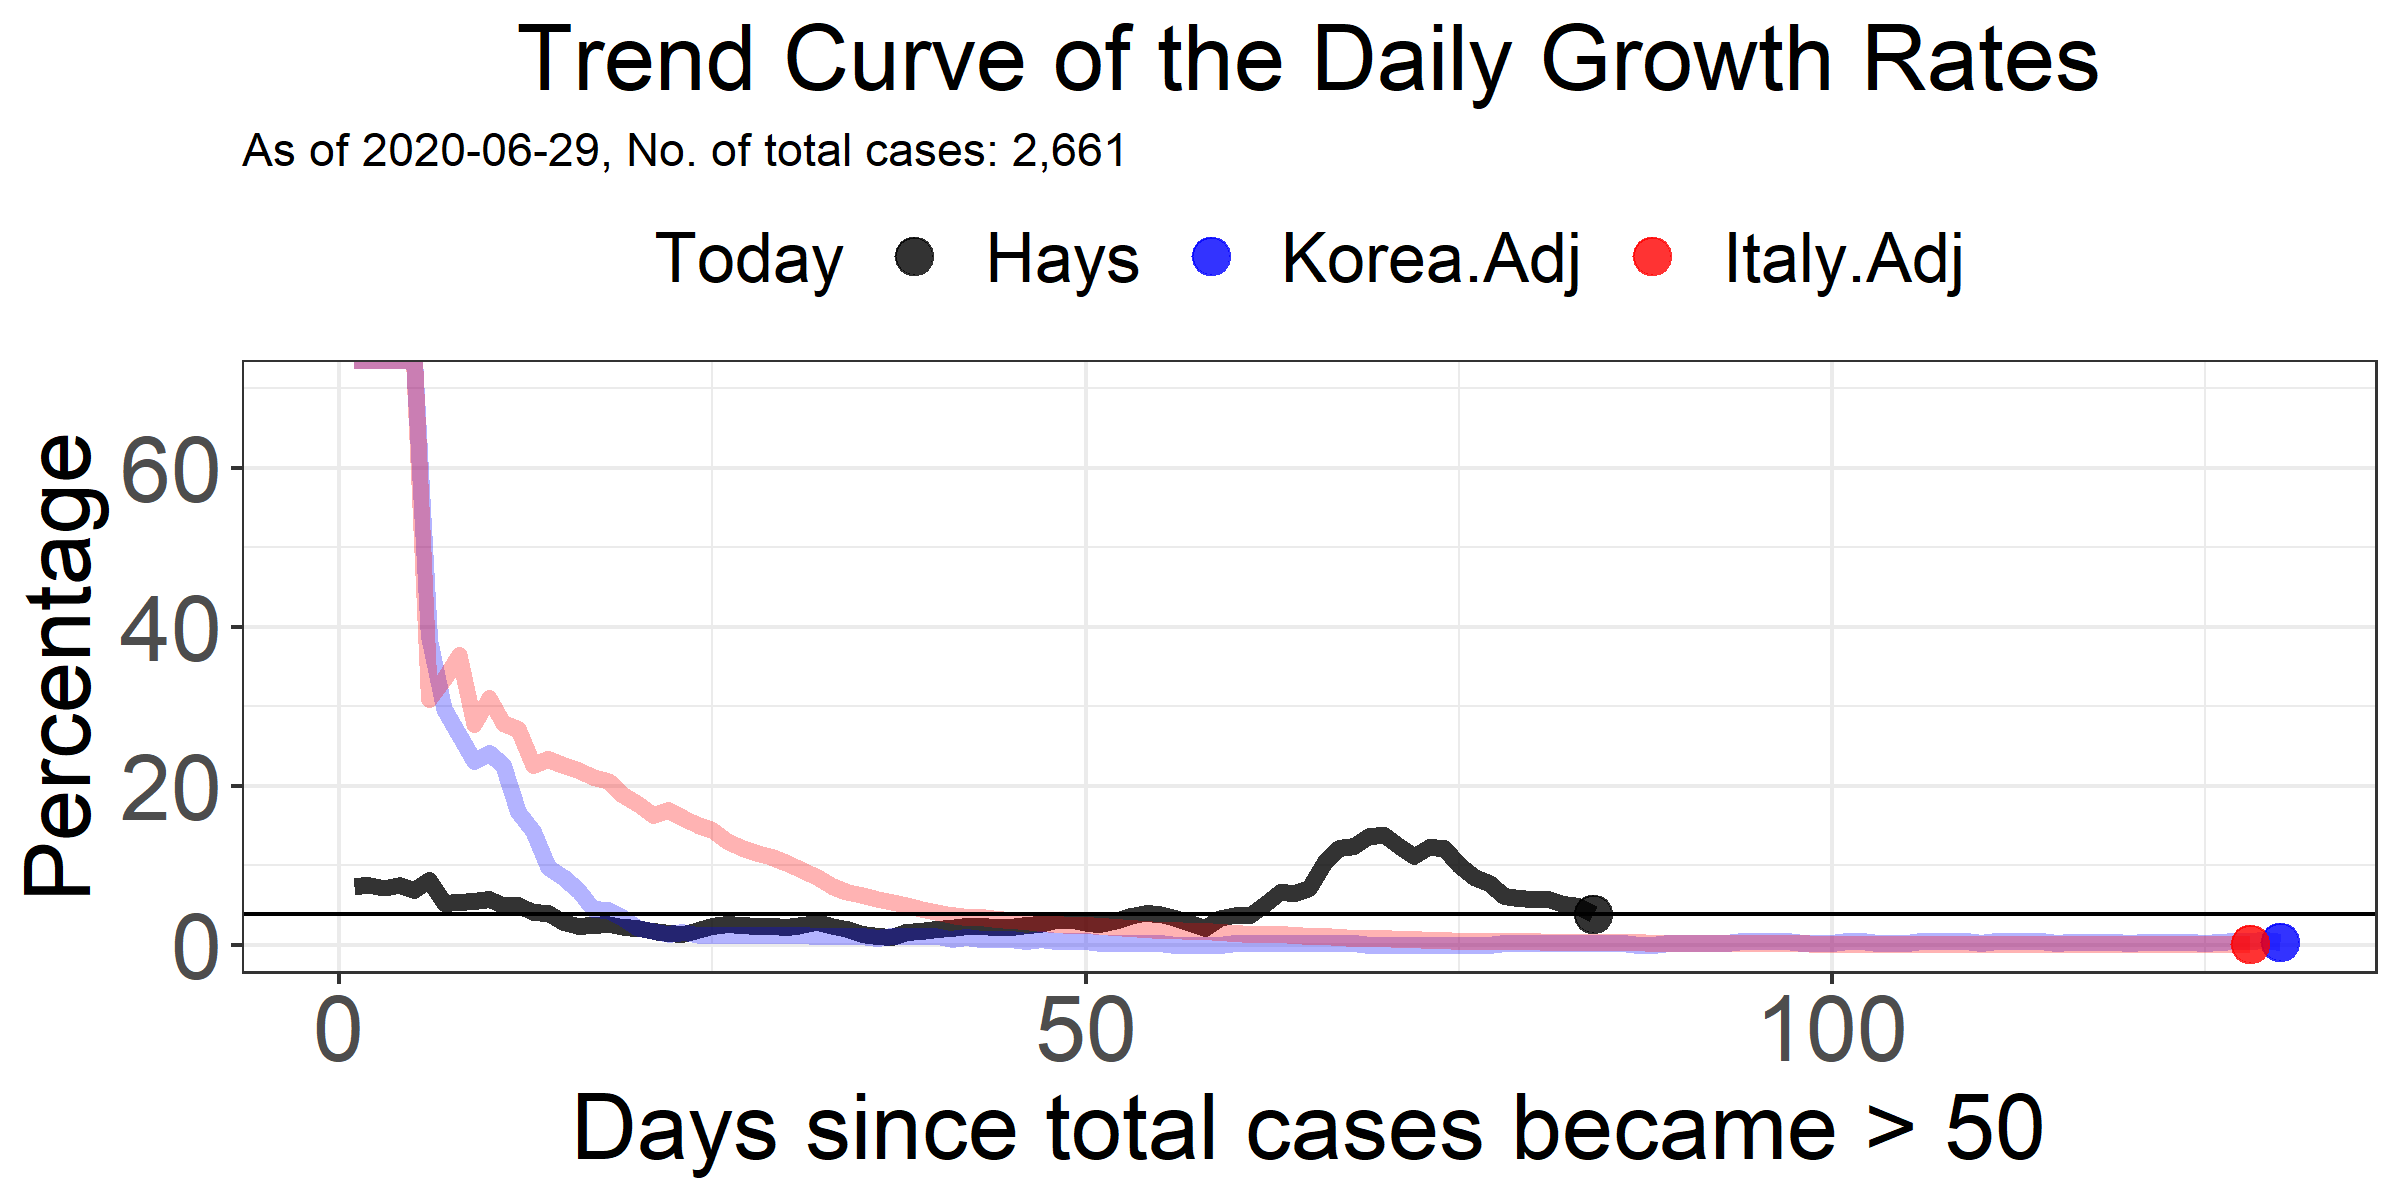 Trend Curve of the Daily Growth Rates
As of 2020-06-29, No. of total cases: 2,661
Today Hays Korea.Adj Italy.Adj
Percentage
60
40
20
0
0 50 100
Days since total cases became > 50